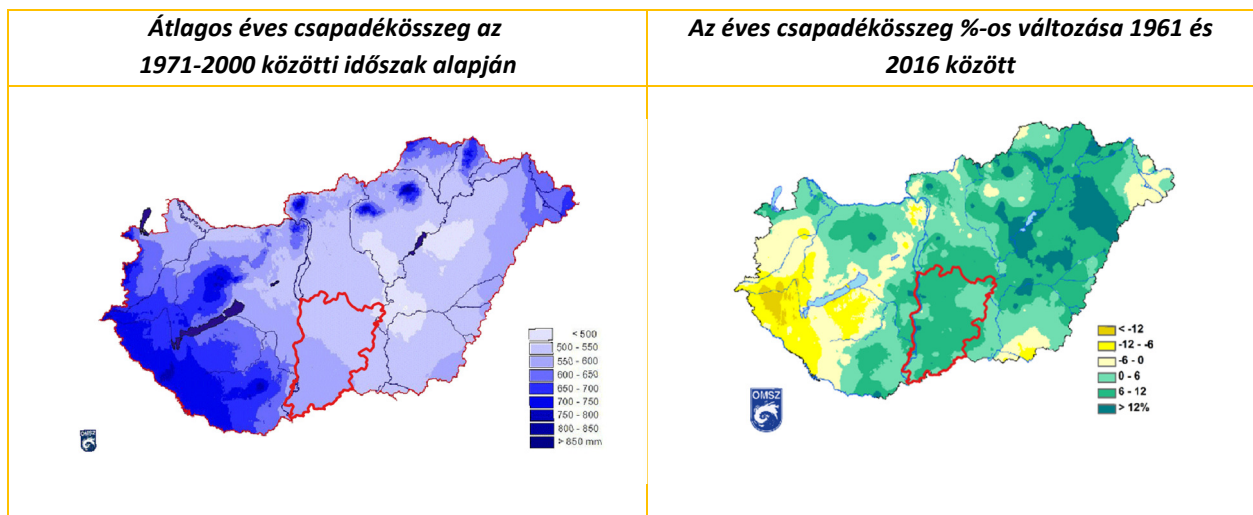 Átlagos éves csapadékösszeg az
1971-2000 közötti időszak alapján
Az éves csapadékösszeg %-os változása 1961 és
2016 között
< 500
500 - 550
550 - 600
600 - 650
650 - 700
700 - 750
750 - 800
800 - 850
> 850 mm
OMSZ
< -12
-12 - -6
-6 - 0
0 - 6
6 - 12
> 12%
OMSZ